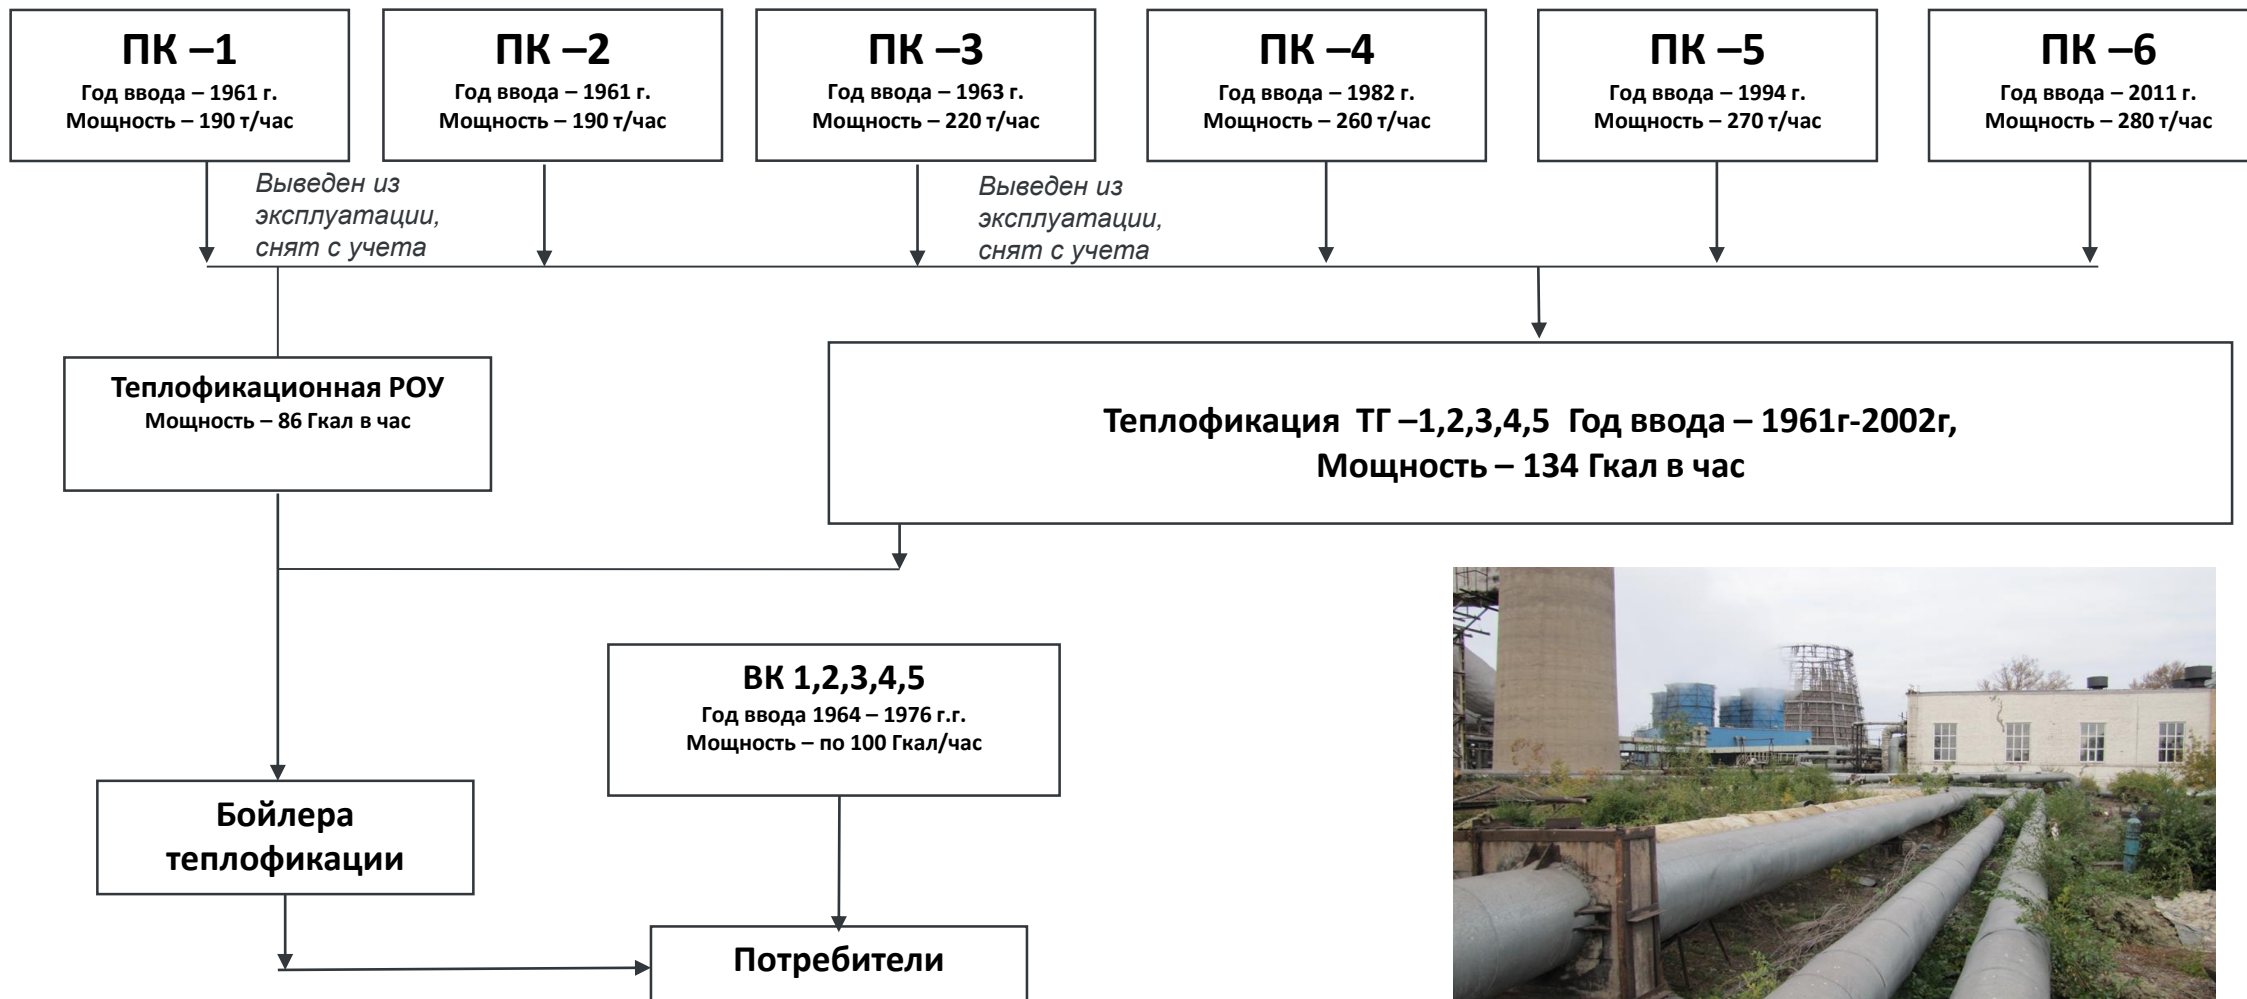 ПК –1
Год ввода – 1961 г.
Мощность – 190 т/час
ПК –2
Год ввода – 1961 г.
Мощность – 190 т/час
ПК –3
Год ввода – 1963 г.
Мощность – 220 т/час
ПК –4
Год ввода – 1982 г.
Мощность – 260 т/час
ПК –5
Год ввода – 1994 г.
Мощность – 270 т/час
ПК –6
Год ввода – 2011 г.
Мощность – 280 т/час
Выведен из
эксплуатации,
снят с учета
Выведен из
эксплуатации,
снят с учета
Теплофикационная РОУ
Мощность – 86 Гкал в час
Теплофикация ТГ –1,2,3,4,5 Год ввода – 1961г-2002г,
Мощность – 134 Гкал в час
ВК 1,2,3,4,5
Год ввода 1964 – 1976 г.г.
Мощность – по 100 Гкал/час
Бойлера
теплофикации
Потребители